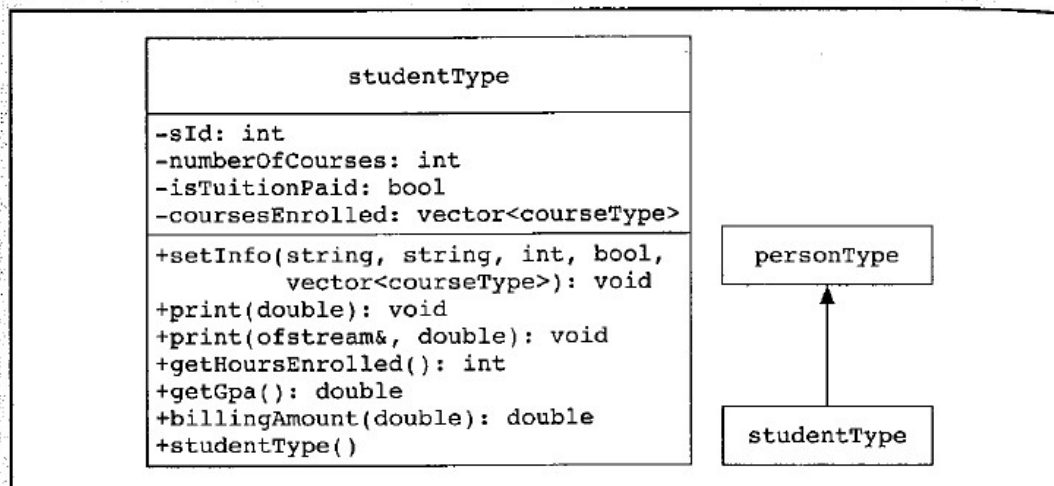 studentType
-sId: int
-numberOfCourses: int
-isTuitionPaid: bool
-coursesEnrolled: vector<courseType>
+setInfo(string, string, int, bool,
vector<courseType>): void
+print(double): void
+print(ofstream&, double): void
+getHoursEnrolled(): int
+getGpa(): double
+billingAmount(double): double
+studentType()
personType
studentType